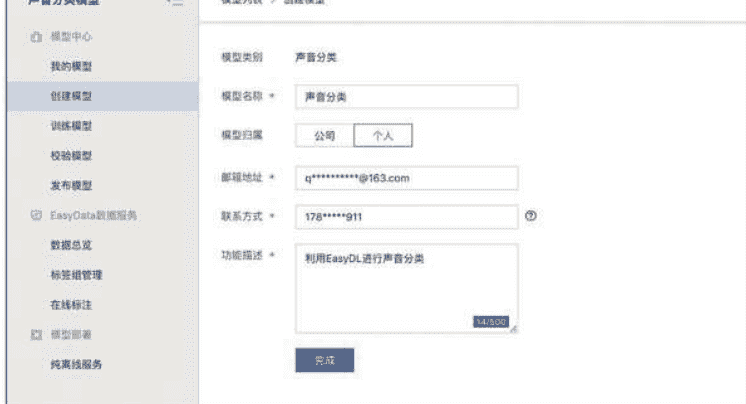 声音分类模型
模型列表 > 创建模型
模型中心
我的模型
创建模型
训练模型
校验模型
发布模型
EasyData数据服务
数据总览
标签组管理
在线标注
模型部署
纯离线服务
模型类别 声音分类
模型名称 * 声音分类
模型归属 公司 个人
邮箱地址 * q**********@163.com
联系方式 * 178*****911
功能描述 * 利用EasyDL进行声音分类
14/500
完成